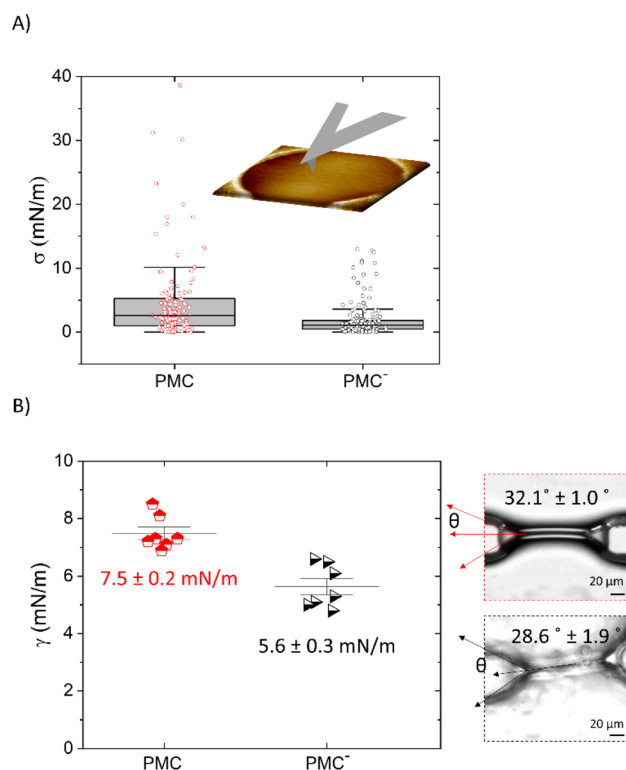 A)
40
30
20
10
0
σ (mN/m)
PMC
PMC⁻
B)
10
8
6
4
2
0
γ (mN/m)
7.5 ± 0.2 mN/m
5.6 ± 0.3 mN/m
PMC
PMC⁻
32.1° ± 1.0 °
θ
20 µm
28.6 ° ± 1.9 °
θ
20 µm